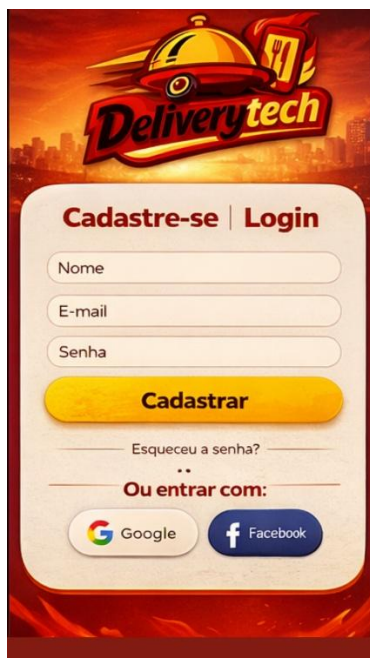 Deliverytech
Cadastre-se | Login
Nome
E-mail
Senha
Cadastrar
Esqueceu a senha?
Ou entrar com:
Google
Facebook